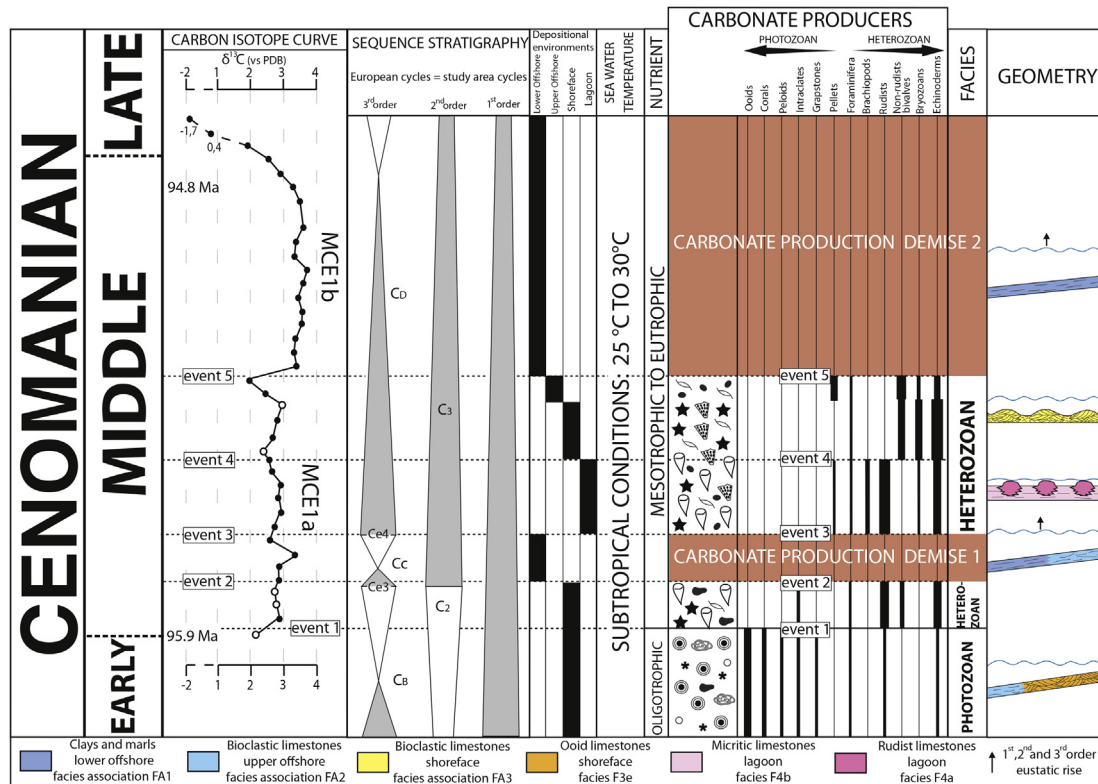 CARBONATE PRODUCERS
PHOTOZOAN HETEROZOAN
CARBON ISOTOPE CURVE
δ13C (vs PDB)
-2 0 1 2 3 4
SEQUENCE STRATIGRAPHY
European cycles = study area cycles
3rd order 2nd order 1st order
Depositional
environments
Lower Offshore
Upper Offshore
Shoreface
Lagoon
SEA WATER
TEMPERATURE
NUTRIENT
Ooids
Corals
Peloids
Intraclates
Grapstones
Pellets
Foraminifera
Brachiopods
Rudists
Non-rudists
bivalves
Bryozoans
Echinoderms
FACIES
GEOMETRY
CENOMANIAN
LATE
MIDDLE
EARLY
-1,7
0,4
94.8 Ma
MCE1b
event 5
event 4
MCE1a
event 3
event 2
event 1
95.9 Ma
-2 -1 0 1 2 3 4
CD
Ce4
Cc
Ce3
CB
C3
C2
SUBTROPICAL CONDITIONS: 25 °C TO 30°C
MESOTROPHIC TO EUTROPHIC
OLIGOTROPHIC
CARBONATE PRODUCTION DEMISE 2
event 5
event 4
event 3
CARBONATE PRODUCTION DEMISE 1
event 2
event 1
HETEROZOAN
HETERO-
ZOAN
PHOTOZOAN
Clays and marls
lower offshore
facies association FA1
Bioclastic limestones
upper offshore
facies association FA2
Bioclastic limestones
shoreface
facies association FA3
Ooid limestones
shoreface
facies F3e
Micritic limestones
lagoon
facies F4b
Rudist limestones
lagoon
facies F4a
1st,2nd and 3rd order
eustatic rise